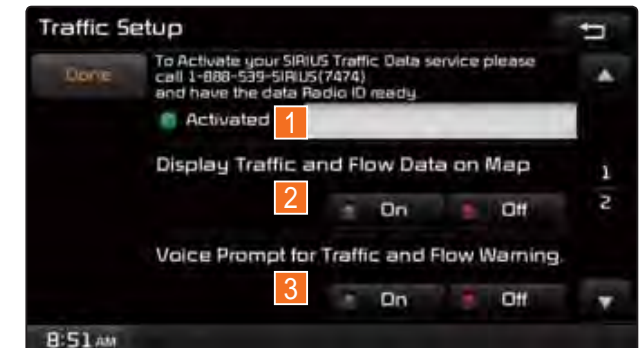 Traffic Setup
Done
To Activate your SIRIUS Traffic Data service please
call 1-888-539-SIRIUS(7474)
and have the data Radio ID ready.
Activated 1
Display Traffic and Flow Data on Map
1
2
2 On Off
Voice Prompt for Traffic and Flow Warning.
3 On Off
8:51 AM